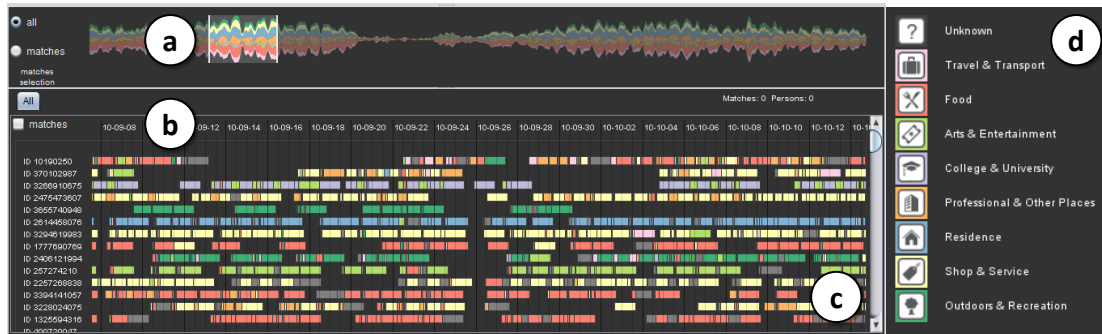 all
matches
matches
selection
a
All
Matches: 0 Persons: 0
matches
b
10-09-08
10-09-12 10-09-14 10-09-16 10-09-18 10-09-20 10-09-22 10-09-24 10-09-26 10-09-28 10-09-30 10-10-02 10-10-04 10-10-06 10-10-08 10-10-10 10-10-12
ID 10190250
ID 370102987
ID 3266910675
ID 2475473607
ID 3655740948
ID 2614458076
ID 3294619983
ID 1777690769
ID 2406121994
ID 257274210
ID 2257268838
ID 3394141057
ID 3228024075
ID 1325594316
c
? Unknown
d
Travel & Transport
Food
Arts & Entertainment
College & University
Professional & Other Places
Residence
Shop & Service
Outdoors & Recreation